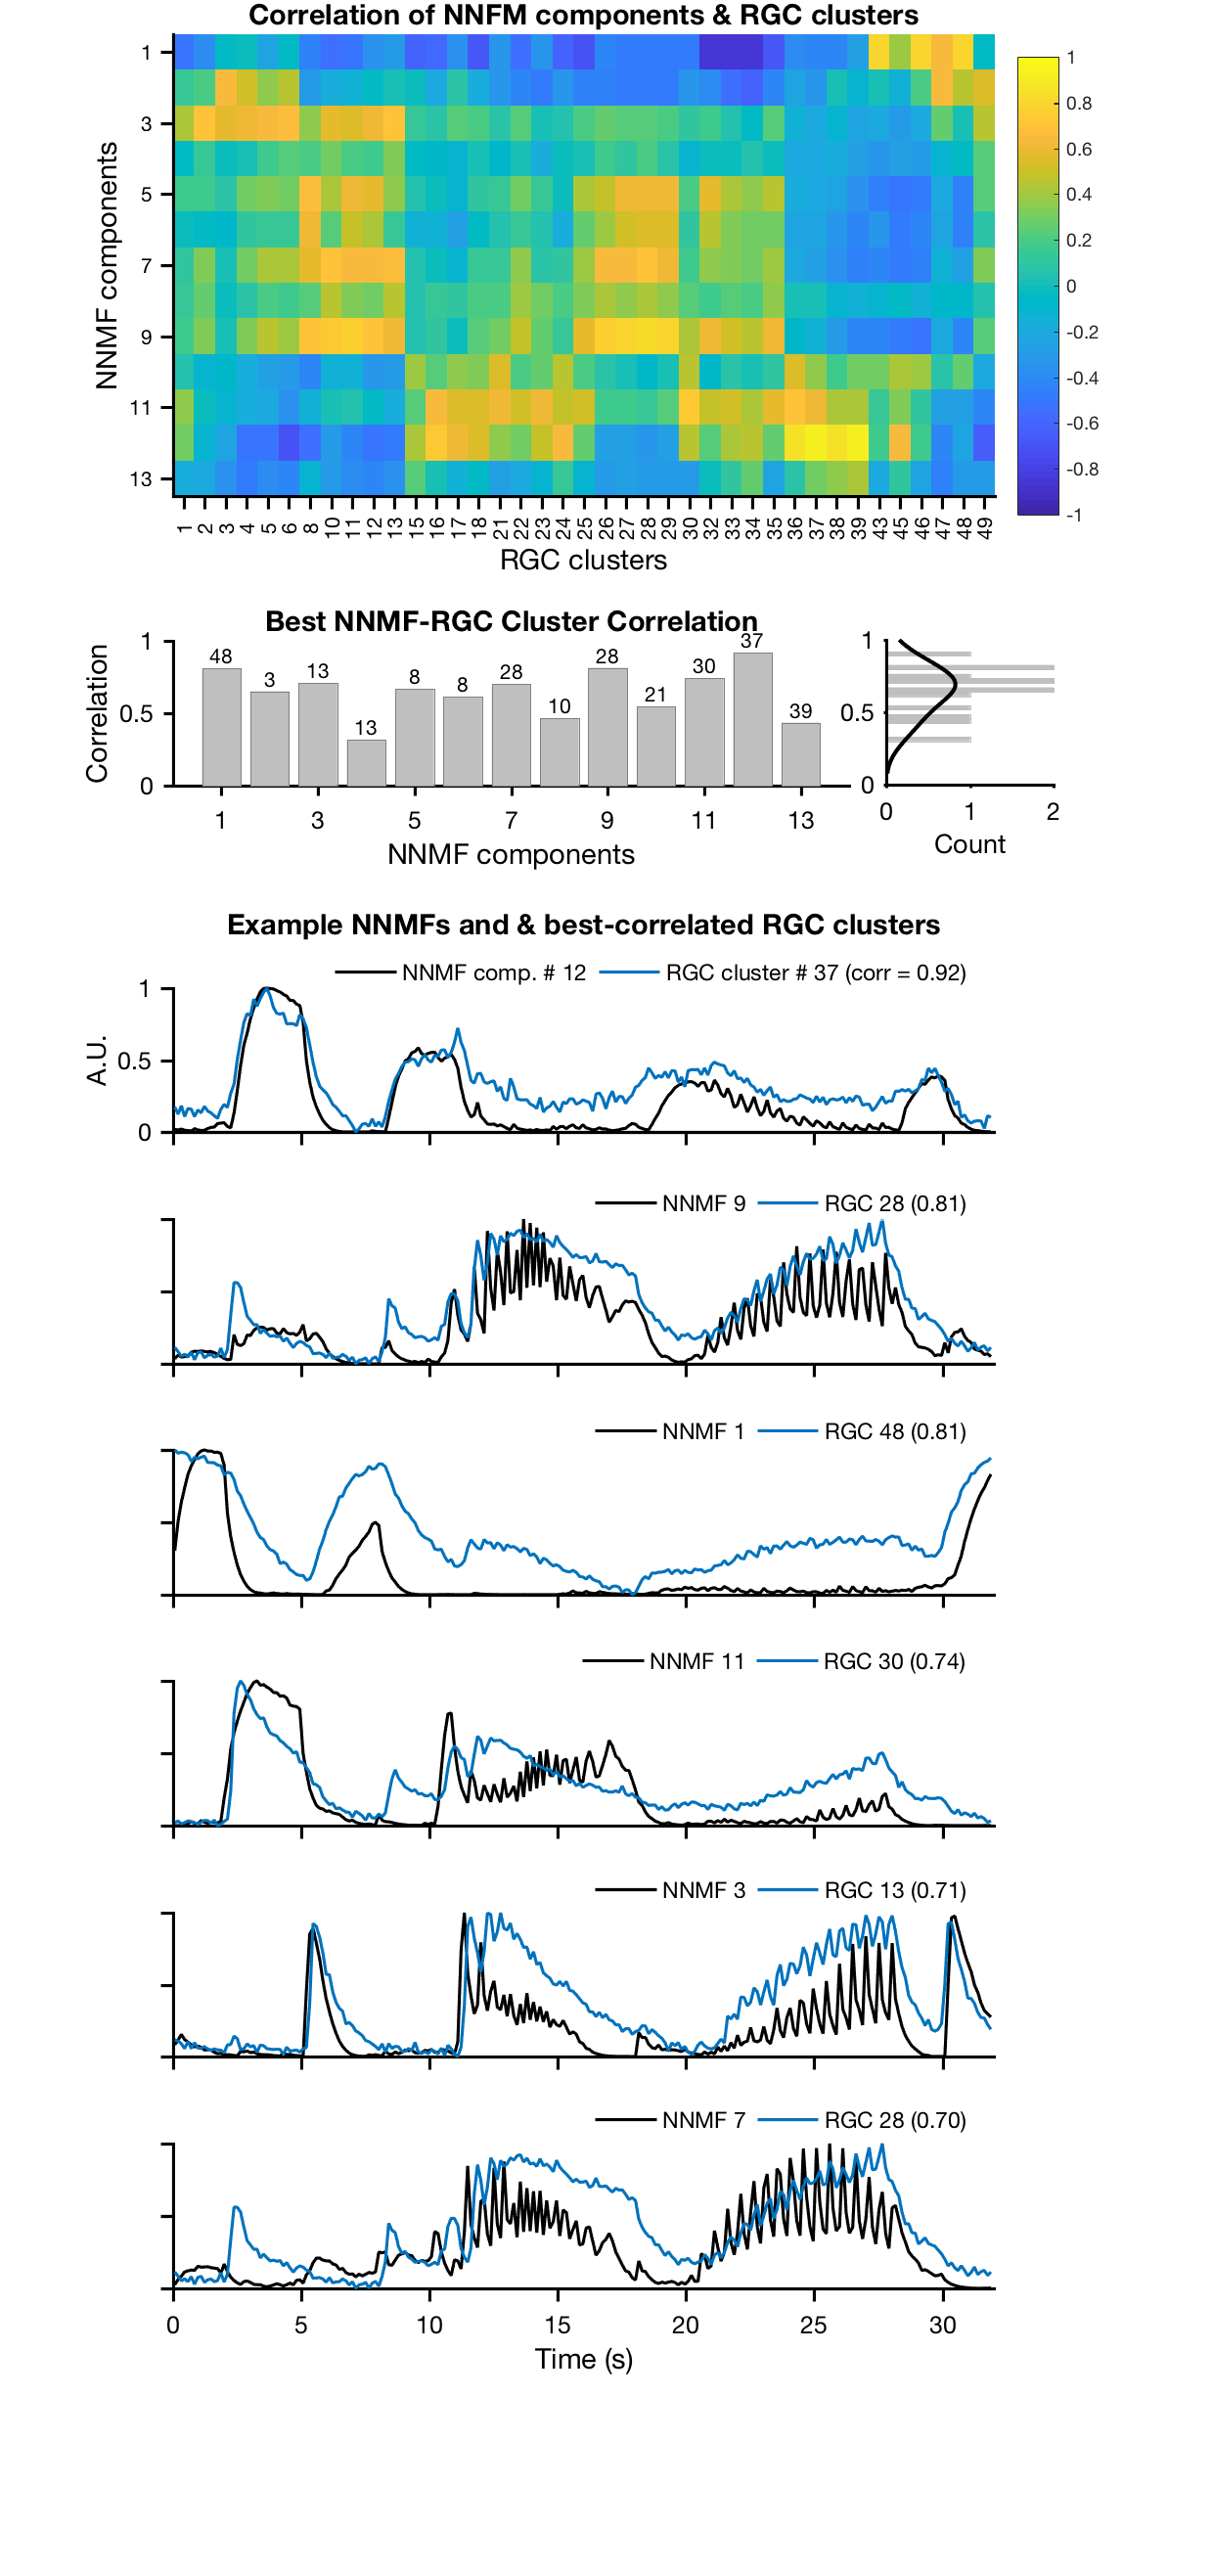 Correlation of NNFM components & RGC clusters
NNMF components
1
3
5
7
9
11
13
1 2 3 4 5 6 8 10 11 12 13 15 16 17 18 21 22 23 24 25 26 27 28 29 30 32 33 34 35 36 37 38 39 43 45 46 47 48 49
RGC clusters
1
0.8
0.6
0.4
0.2
0
-0.2
-0.4
-0.6
-0.8
-1
Best NNMF-RGC Cluster Correlation
Correlation
1
0.5
0
48 3 13 13 8 8 28 10 28 21 30 37 39
1 3 5 7 9 11 13
NNMF components
1
0.5
0
0 1 2
Count
Example NNMFs and & best-correlated RGC clusters
NNMF comp. # 12 RGC cluster # 37 (corr = 0.92)
A.U.
1
0.5
0
NNMF 9 RGC 28 (0.81)
NNMF 1 RGC 48 (0.81)
NNMF 11 RGC 30 (0.74)
NNMF 3 RGC 13 (0.71)
NNMF 7 RGC 28 (0.70)
0 5 10 15 20 25 30
Time (s)